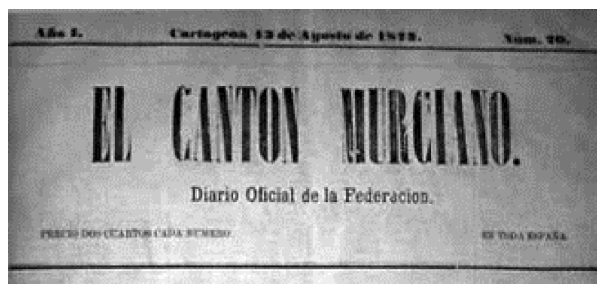 Año I. Cartagena 13 de Agosto de 1873. Núm. 20.
EL CANTON MURCIANO.
Diario Oficial de la Federacion.
PRECIO DOS CUARTOS CADA NUMERO. EN TODA ESPAÑA.